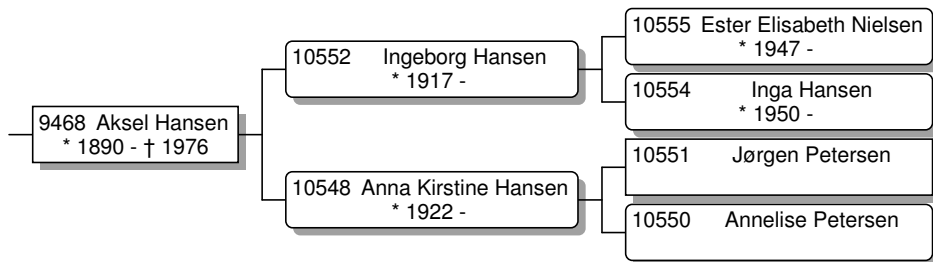 9468 Aksel Hansen
* 1890 - † 1976
10552 Ingeborg Hansen
* 1917 -
10548 Anna Kirstine Hansen
* 1922 -
10555 Ester Elisabeth Nielsen
* 1947 -
10554 Inga Hansen
* 1950 -
10551 Jørgen Petersen
10550 Annelise Petersen